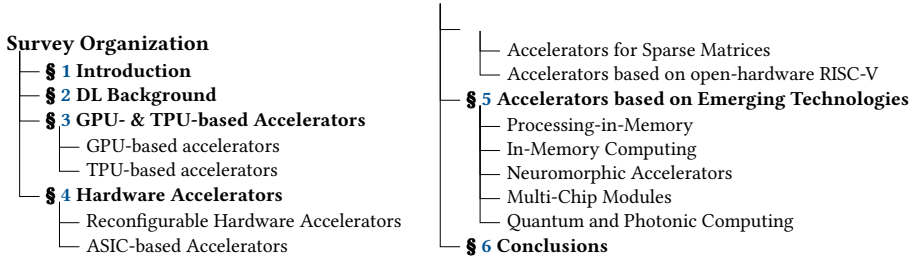 Survey Organization
§ 1 Introduction
§ 2 DL Background
§ 3 GPU- & TPU-based Accelerators
GPU-based accelerators
TPU-based accelerators
§ 4 Hardware Accelerators
Reconfigurable Hardware Accelerators
ASIC-based Accelerators
Accelerators for Sparse Matrices
Accelerators based on open-hardware RISC-V
§ 5 Accelerators based on Emerging Technologies
Processing-in-Memory
In-Memory Computing
Neuromorphic Accelerators
Multi-Chip Modules
Quantum and Photonic Computing
§ 6 Conclusions